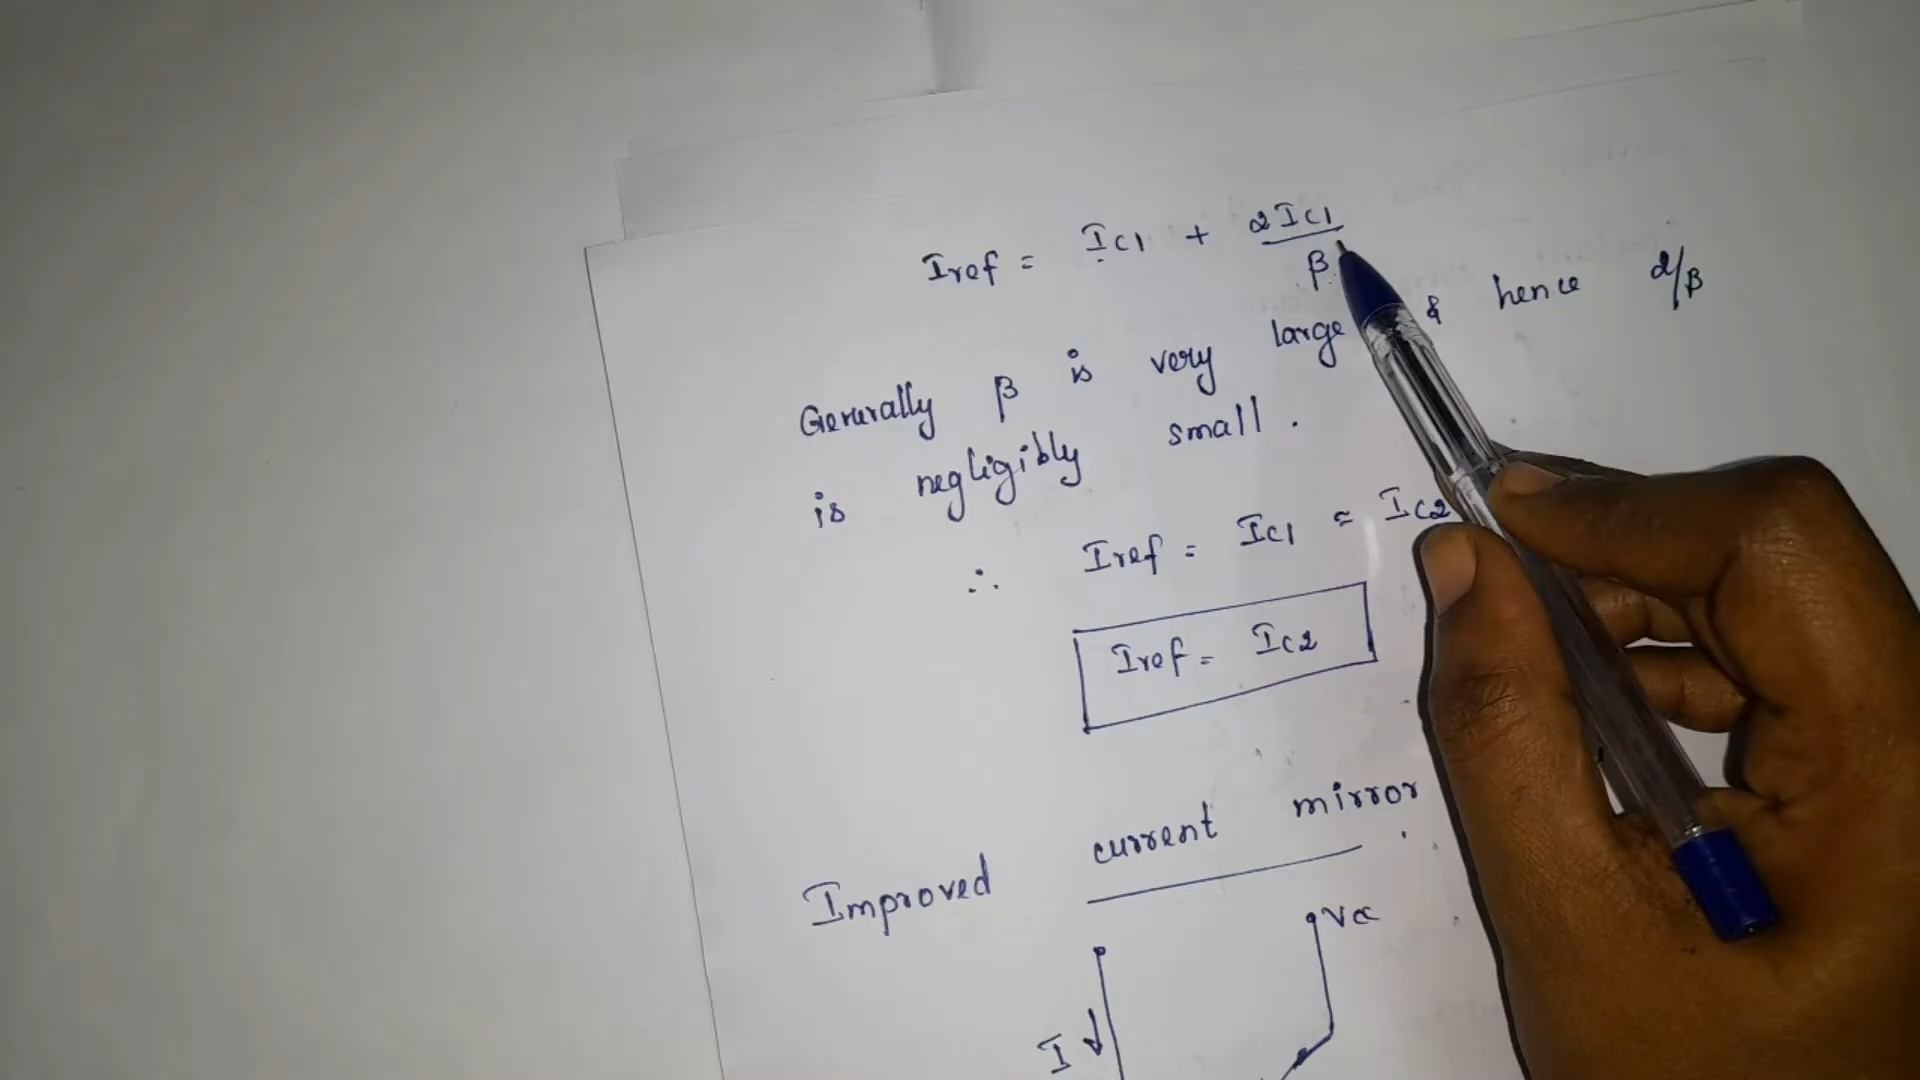 Iref = IC1 + 2IC1/β
Generally β is very large & hence 2/β
is negligibly small.
∴ Iref = IC1 = IC2
Iref = IC2
Improved current mirror
VCC
I